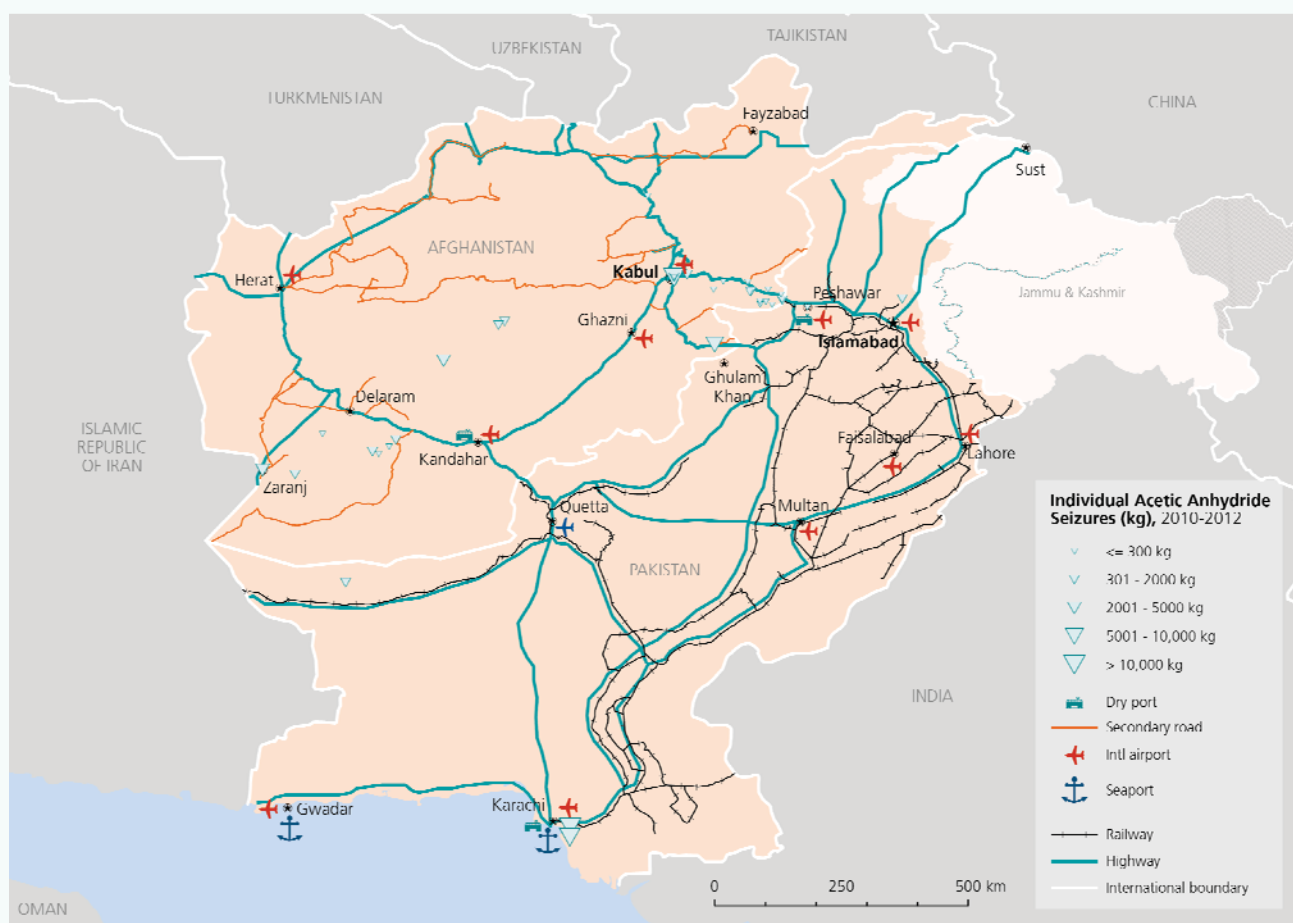 UZBEKISTAN
TAJIKISTAN
TURKMENISTAN
CHINA
Fayzabad
Sust
AFGHANISTAN
Kabul
Herat
Peshawar
Jammu & Kashmir
Ghazni
Islamabad
Ghulam
Khan
Delaram
ISLAMIC
REPUBLIC
OF IRAN
Faisalabad
Kandahar
Lahore
Zaranj
Quetta
Multan
PAKISTAN
INDIA
Karachi
Gwadar
OMAN
0 250 500 km
Individual Acetic Anhydride
Seizures (kg), 2010-2012
<= 300 kg
301 - 2000 kg
2001 - 5000 kg
5001 - 10,000 kg
> 10,000 kg
Dry port
Secondary road
Intl airport
Seaport
Railway
Highway
International boundary